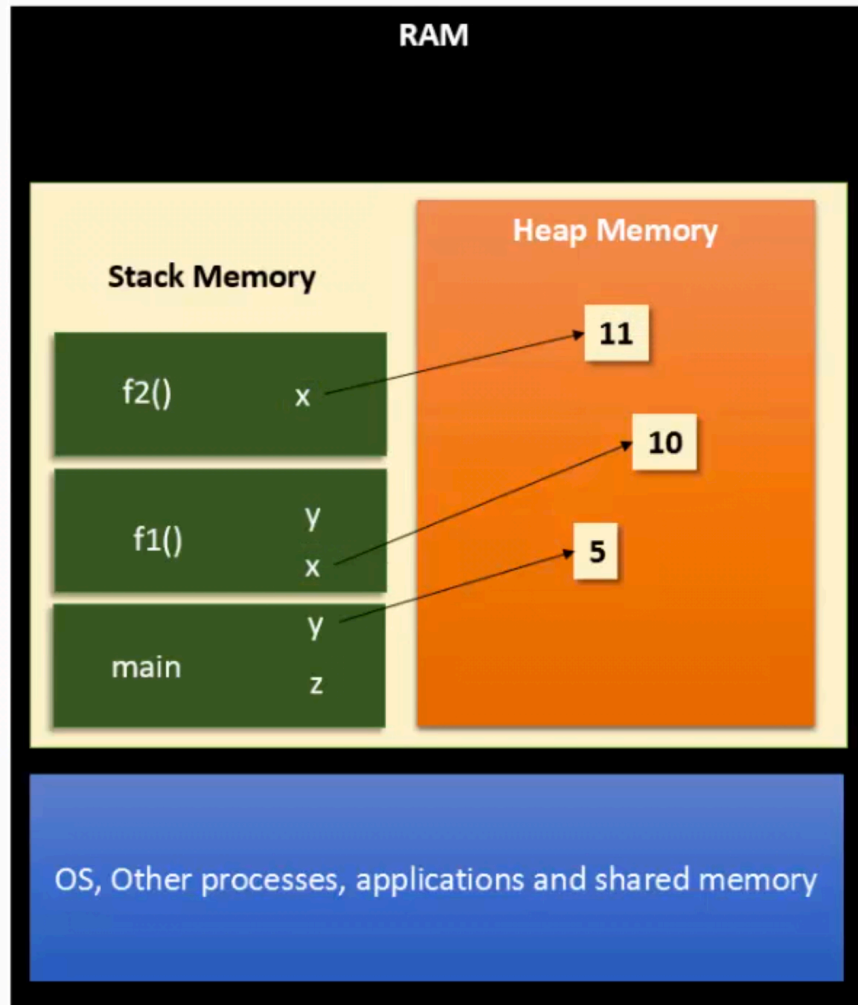 RAM
Heap Memory
Stack Memory
11
f2() x
10
y
f1()
x
5
y
main
z
OS, Other processes, applications and shared memory